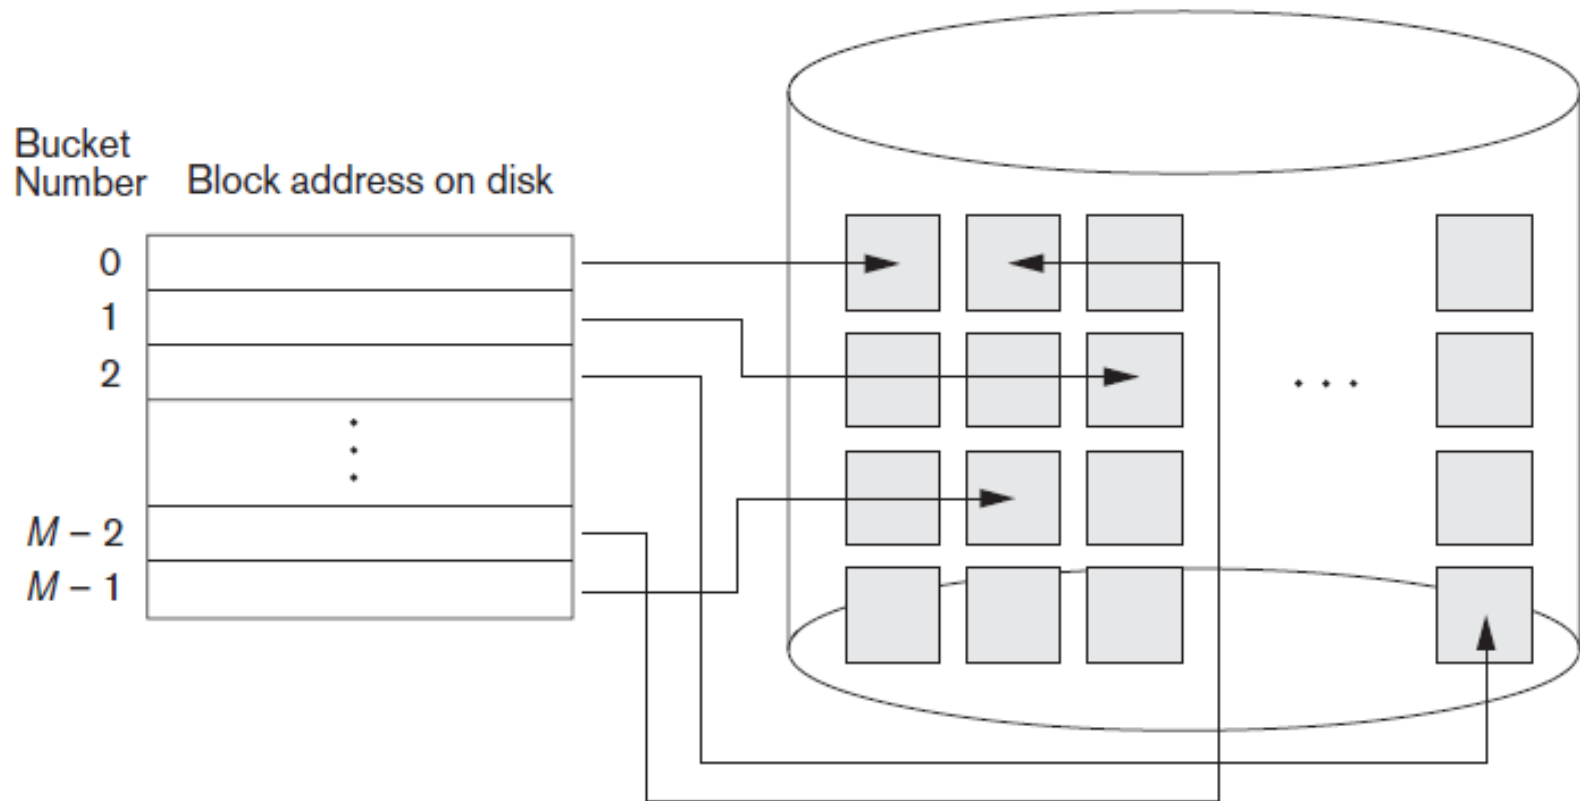 Bucket
Number
Block address on disk
0
1
2
M – 2
M – 1